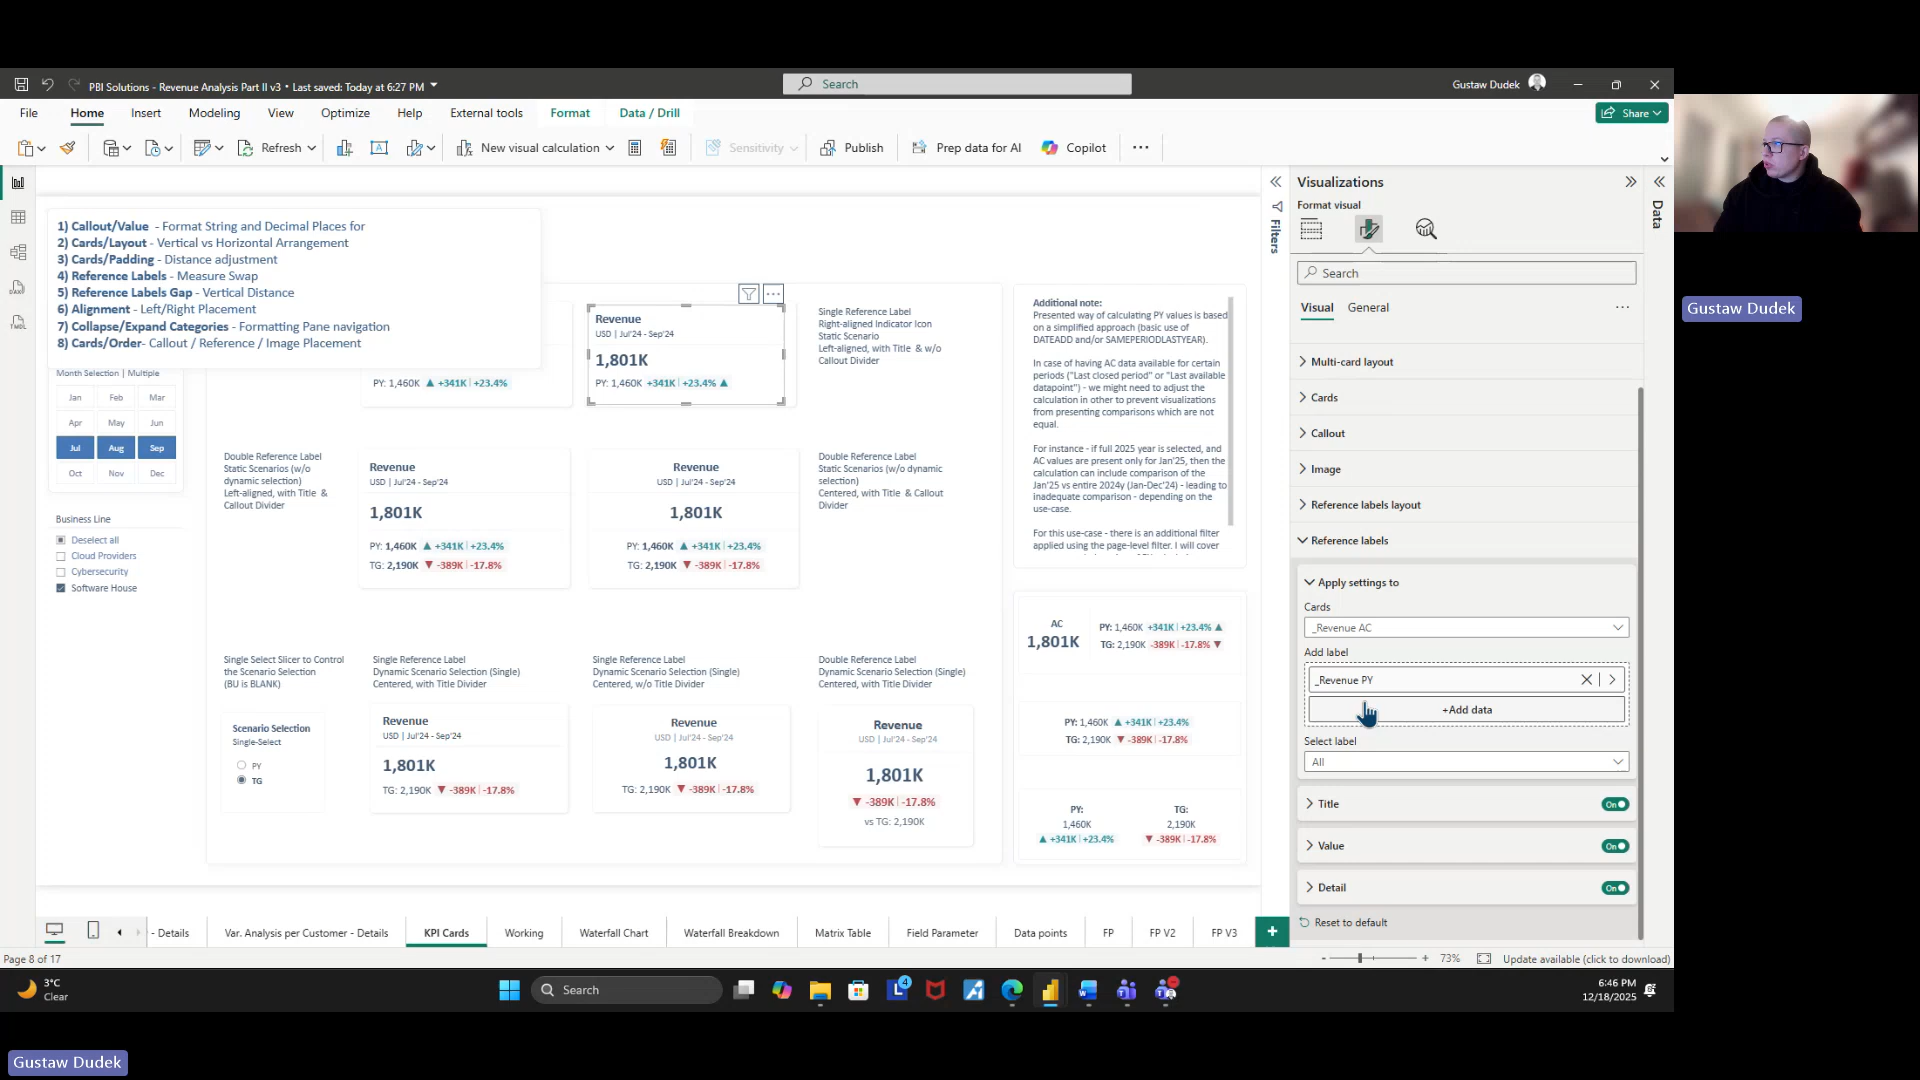 PBI Solutions - Revenue Analysis Part II v3 • Last saved: Today at 6:27 PM
Search
Gustaw Dudek
File
Home
Insert
Modeling
View
Optimize
Help
External tools
Format
Data / Drill
Share
Refresh
New visual calculation
Sensitivity
Publish
Prep data for AI
Copilot
1) Callout/Value - Format String and Decimal Places for
2) Cards/Layout - Vertical vs Horizontal Arrangement
3) Cards/Padding - Distance adjustment
4) Reference Labels - Measure Swap
5) Reference Labels Gap - Vertical Distance
6) Alignment - Left/Right Placement
7) Collapse/Expand Categories - Formatting Pane navigation
8) Cards/Order- Callout / Reference / Image Placement
Month Selection | Multiple
Jan Feb Mar
Apr May Jun
Jul Aug Sep
Oct Nov Dec
Business Line
Deselect all
Cloud Providers
Cybersecurity
Software House
PY: 1,460K ▲ +341K | +23.4%
Revenue
USD | Jul'24 - Sep'24
1,801K
PY: 1,460K +341K | +23.4% ▲
Single Reference Label
Right-aligned Indicator Icon
Static Scenario
Left-aligned, with Title & w/o
Callout Divider
Double Reference Label
Static Scenarios (w/o
dynamic selection)
Left-aligned, with Title &
Callout Divider
Revenue
USD | Jul'24 - Sep'24
1,801K
PY: 1,460K ▲ +341K | +23.4%
TG: 2,190K ▼ -389K | -17.8%
Revenue
USD | Jul'24 - Sep'24
1,801K
PY: 1,460K ▲ +341K | +23.4%
TG: 2,190K ▼ -389K | -17.8%
Double Reference Label
Static Scenarios (w/o dynamic
selection)
Centered, with Title & Callout
Divider
Single Select Slicer to Control
the Scenario Selection
(BU is BLANK)
Scenario Selection
Single-Select
PY
TG
Single Reference Label
Dynamic Scenario Selection (Single)
Centered, with Title Divider
Revenue
USD | Jul'24 - Sep'24
1,801K
TG: 2,190K ▼ -389K | -17.8%
Single Reference Label
Dynamic Scenario Selection (Single)
Centered, w/o Title Divider
Revenue
USD | Jul'24 - Sep'24
1,801K
TG: 2,190K ▼ -389K | -17.8%
Double Reference Label
Dynamic Scenario Selection (Single)
Centered, with Title Divider
Revenue
USD | Jul'24 - Sep'24
1,801K
▼ -389K | -17.8%
vs TG: 2,190K
Additional note:
Presented way of calculating PY values is based
on a simplified approach (basic use of
DATEADD and/or SAMEPERIODLASTYEAR).
In case of having AC data available for certain
periods ("Last closed period" or "Last available
datapoint") - we might need to adjust the
calculation in other to prevent visualizations
from presenting comparisons which are not
equal.
For instance - if full 2025 year is selected, and
AC values are present only for Jan'25, then the
calculation can include comparison of the
Jan'25 vs entire 2024y (Jan-Dec'24) - leading to
inadequate comparison - depending on the
use-case.
For this use-case - there is an additional filter
applied using the page-level filter. I will cover
AC
1,801K
PY: 1,460K +341K | +23.4% ▲
TG: 2,190K -389K | -17.8% ▼
PY: 1,460K ▲ +341K | +23.4%
TG: 2,190K ▼ -389K | -17.8%
PY:
1,460K
▲ +341K | +23.4%
TG:
2,190K
▼ -389K | -17.8%
Filters
Visualizations
Format visual
Search
Visual
General
Multi-card layout
Cards
Callout
Image
Reference labels layout
Reference labels
Apply settings to
Cards
_Revenue AC
Add label
_Revenue PY
+Add data
Select label
All
Title
On
Value
On
Detail
On
Reset to default
Data
- Details
Var. Analysis per Customer - Details
KPI Cards
Working
Waterfall Chart
Waterfall Breakdown
Matrix Table
Field Parameter
Data points
FP
FP V2
FP V3
Page 8 of 17
73%
Update available (click to download)
3°C
Clear
Search
4
6:46 PM
12/18/2025
Gustaw Dudek
Gustaw Dudek